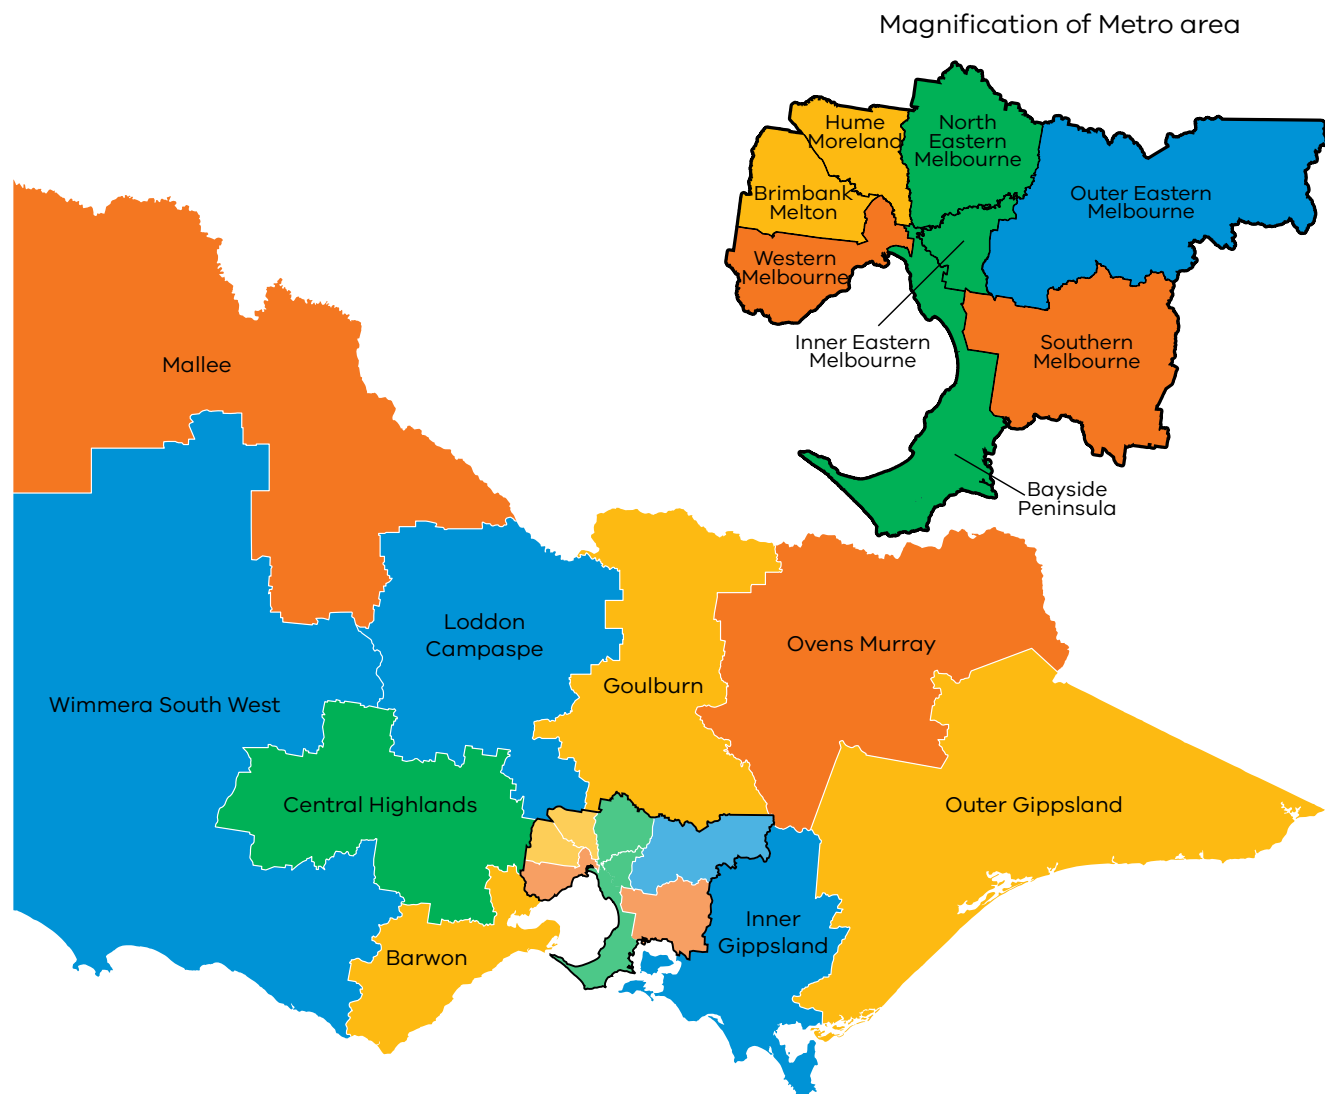 Magnification of Metro area
Hume
Moreland
North
Eastern
Melbourne
Brimbank
Melton
Outer Eastern
Melbourne
Western
Melbourne
Inner Eastern
Melbourne
Southern
Melbourne
Bayside
Peninsula
Mallee
Loddon
Campaspe
Ovens Murray
Goulburn
Wimmera South West
Central Highlands
Outer Gippsland
Inner
Gippsland
Barwon